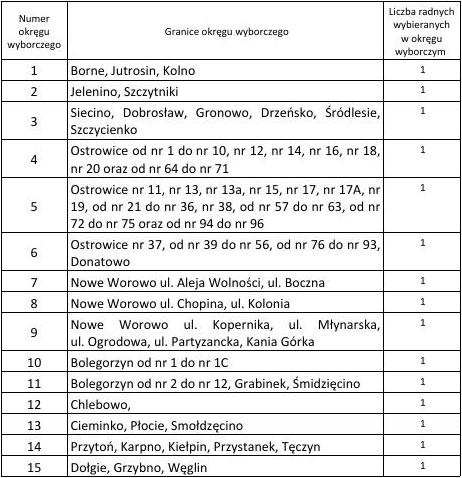 Numer
okręgu
wyborczego
Granice okręgu wyborczego
Liczba radnych
wybieranych
w okręgu
wyborczym
1 Borne, Jutrosin, Kolno 1
2 Jelenino, Szczytniki 1
3 Siecino, Dobrosław, Gronowo, Drzeńsko, Śródlesie, 1
Szczycienko
4 Ostrowice od nr 1 do nr 10, nr 12, nr 14, nr 16, nr 18, 1
nr 20 oraz od nr 64 do nr 71
5 Ostrowice nr 11, nr 13, nr 13a, nr 15, nr 17, nr 17A, nr 1
19, od nr 21 do nr 36, nr 38, od nr 57 do nr 63, od nr
72 do nr 75 oraz od nr 94 do nr 96
6 Ostrowice nr 37, od nr 39 do nr 56, od nr 76 do nr 93, 1
Donatowo
7 Nowe Worowo ul. Aleja Wolności, ul. Boczna 1
8 Nowe Worowo ul. Chopina, ul. Kolonia 1
9 Nowe Worowo ul. Kopernika, ul. Młynarska, 1
ul. Ogrodowa, ul. Partyzancka, Kania Górka
10 Bolegorzyn od nr 1 do nr 1C 1
11 Bolegorzyn od nr 2 do nr 12, Grabinek, Śmidzięcino 1
12 Chlebowo, 1
13 Cieminko, Płocie, Smołdzęcino 1
14 Przytoń, Karpno, Kiełpin, Przystanek, Tęczyn 1
15 Dołgie, Grzybno, Węglin 1